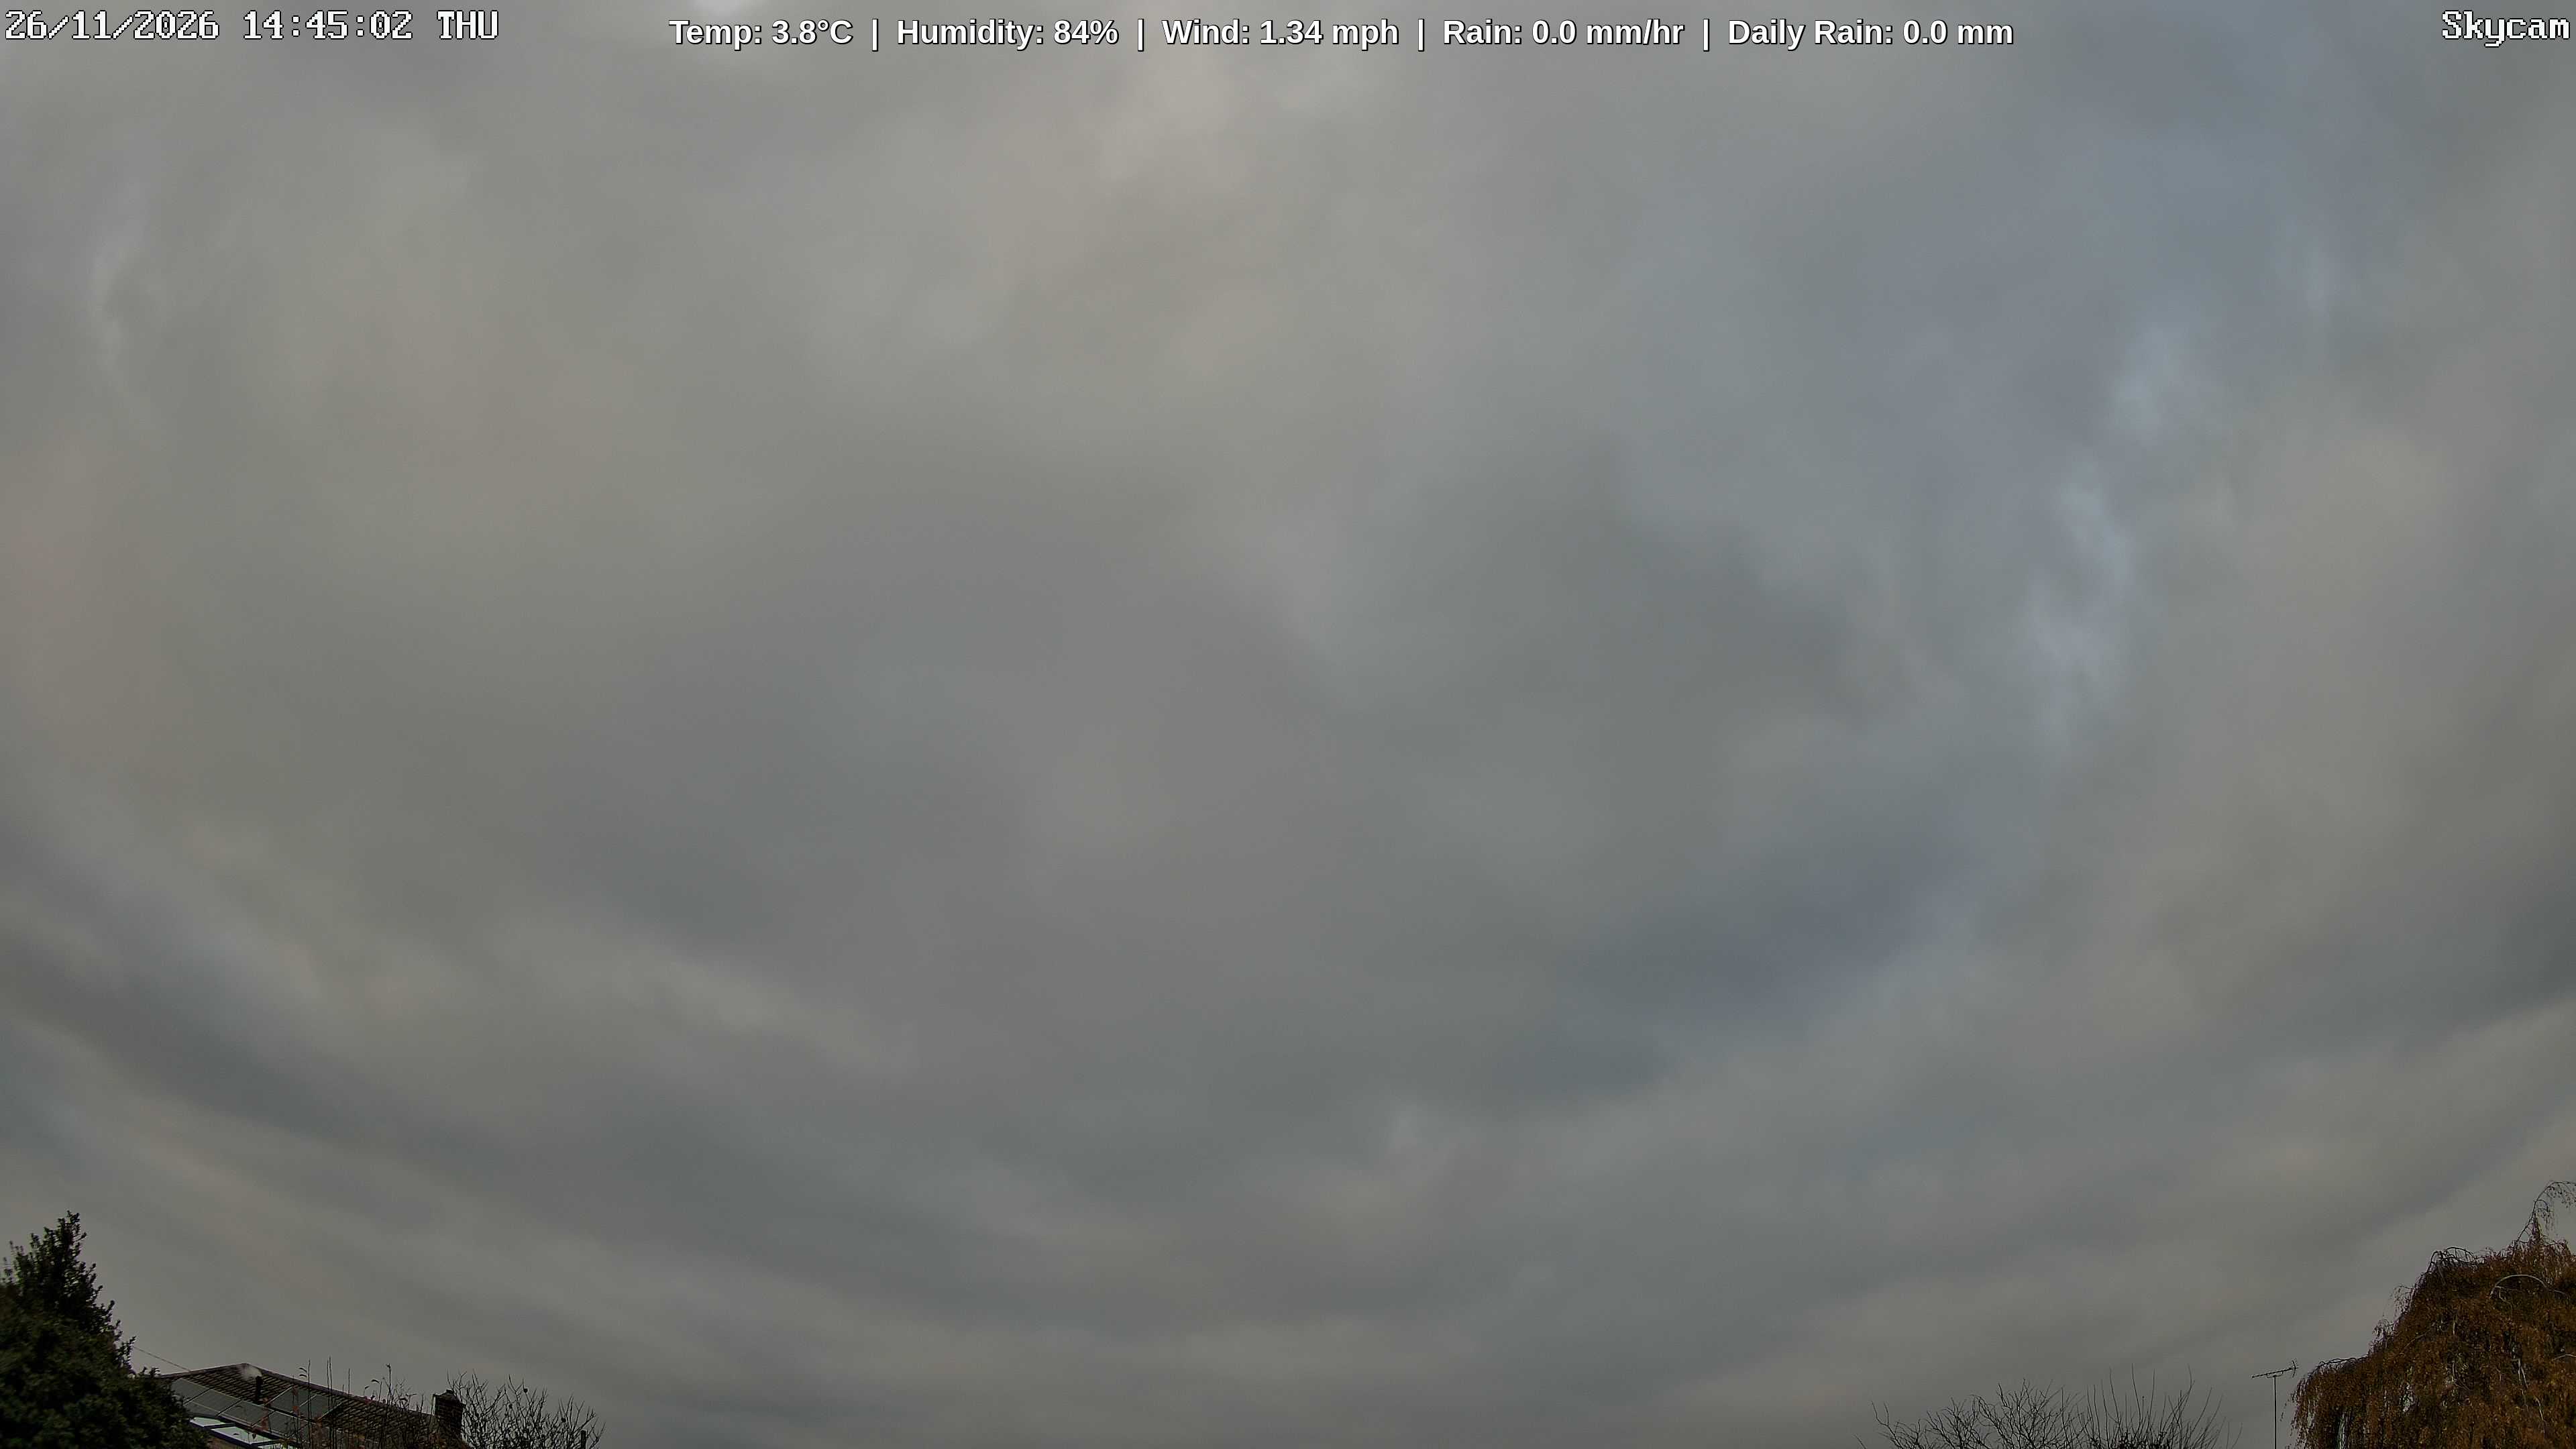 26/11/2026 14:45:02 THU
Temp: 3.8°C | Humidity: 84% | Wind: 1.34 mph | Rain: 0.0 mm/hr | Daily Rain: 0.0 mm
Skycam